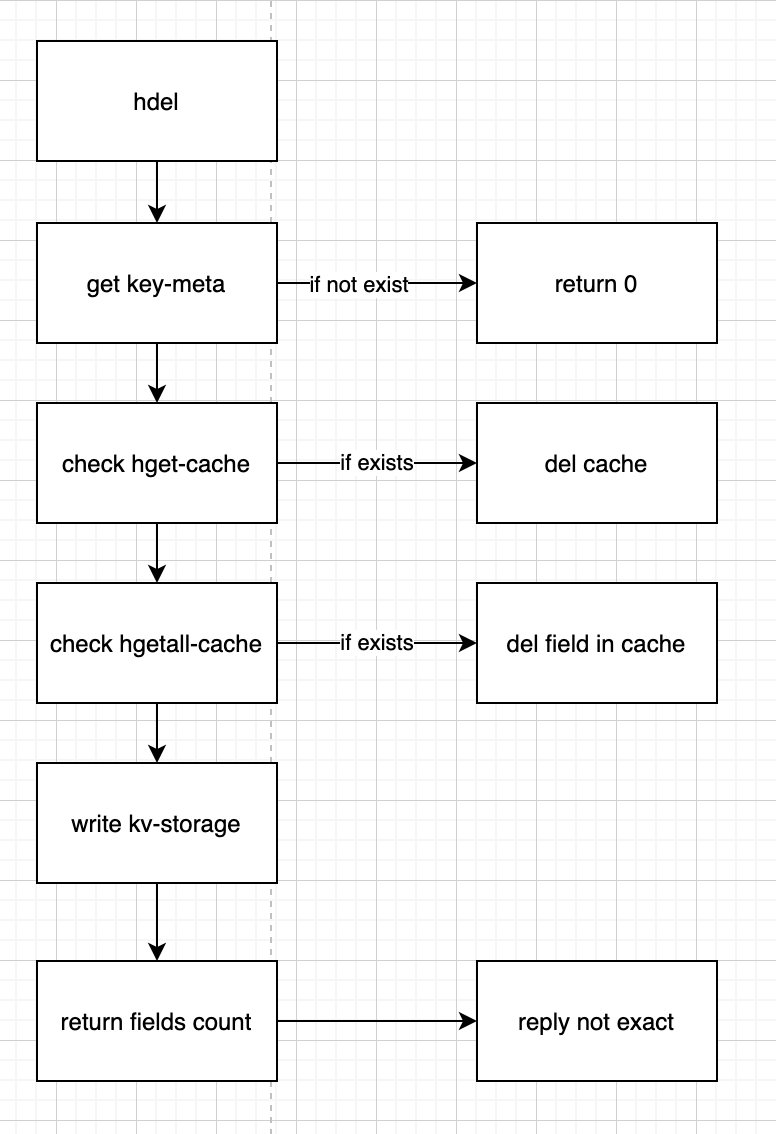 hdel
get key-meta
if not exist
return 0
check hget-cache
if exists
del cache
check hgetall-cache
if exists
del field in cache
write kv-storage
return fields count
reply not exact